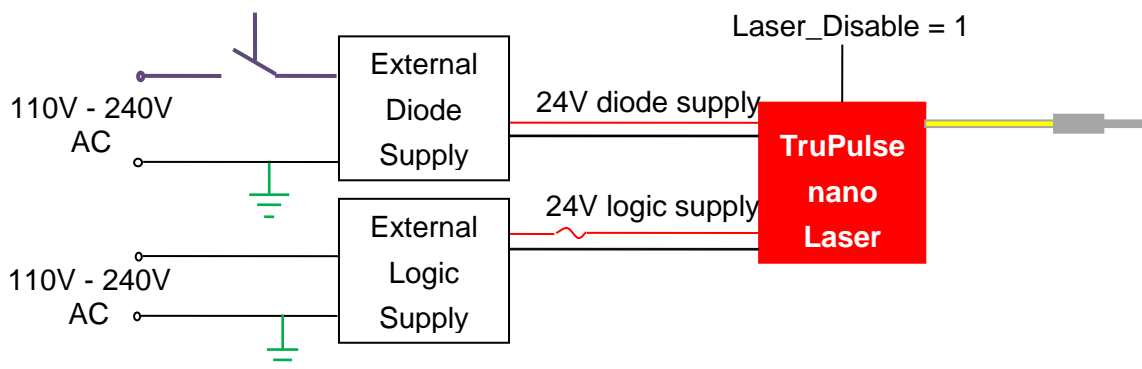 Laser_Disable = 1
110V - 240V
AC
External
Diode
Supply
24V diode supply
TruPulse
nano
Laser
110V - 240V
AC
External
Logic
Supply
24V logic supply